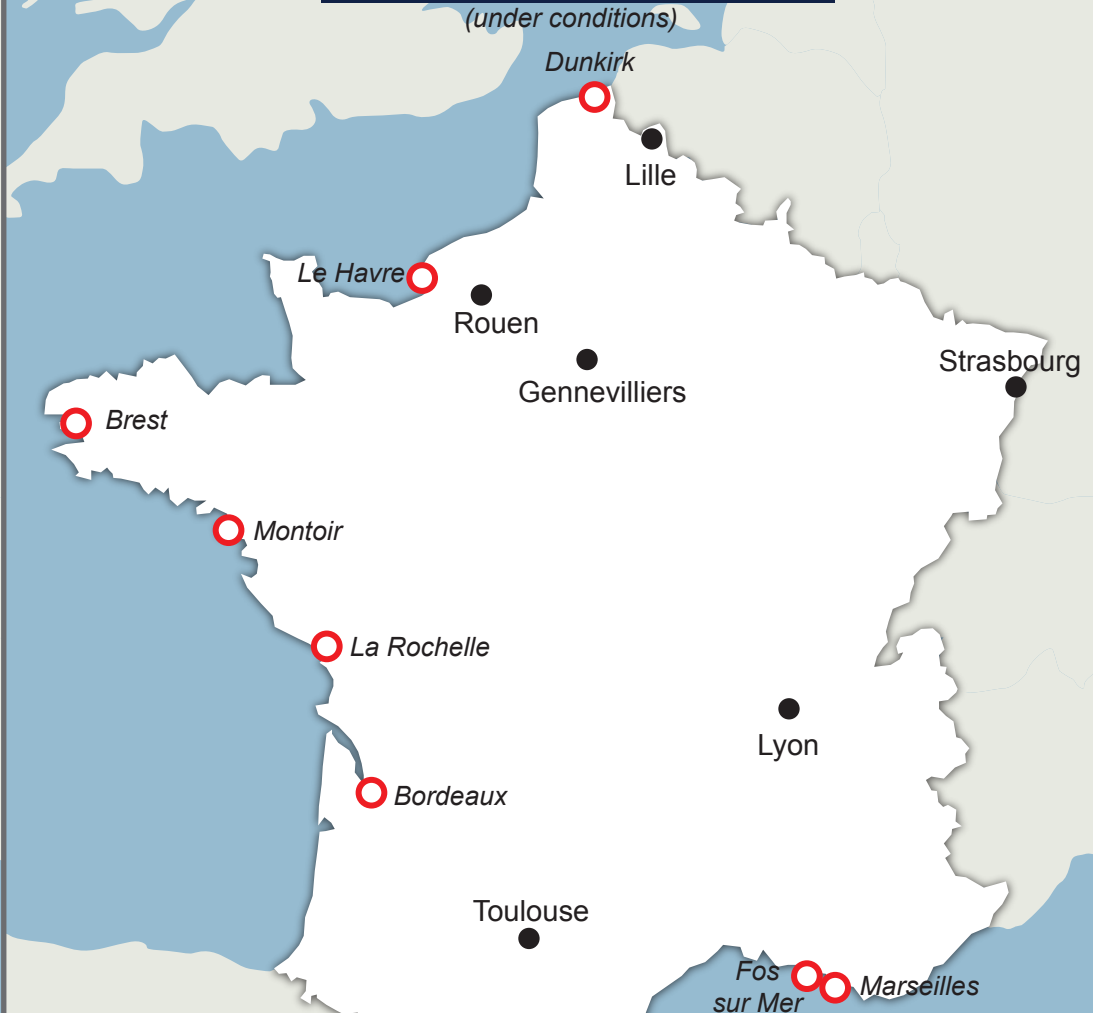 (under conditions)
Dunkirk
Lille
Le Havre
Rouen
Strasbourg
Gennevilliers
Brest
Montoir
La Rochelle
Lyon
Bordeaux
Toulouse
Fos
sur Mer
Marseilles